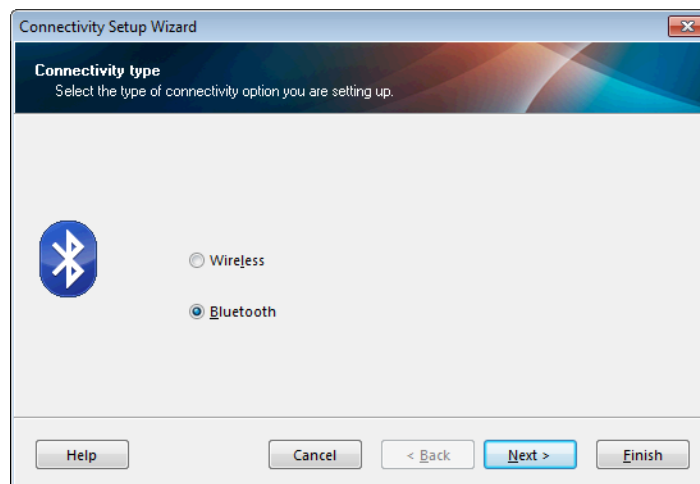 Connectivity Setup Wizard
Connectivity type
Select the type of connectivity option you are setting up.
Wireless
Bluetooth
Help
Cancel
< Back
Next >
Finish